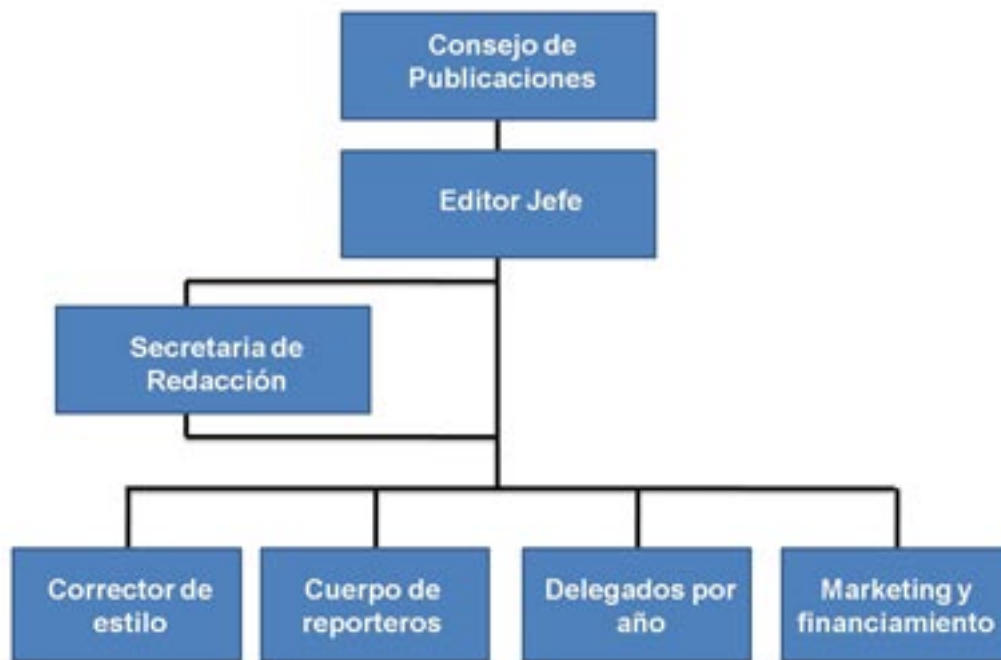 Consejo de
Publicaciones
Editor Jefe
Secretaria de
Redacción
Corrector de
estilo
Cuerpo de
reporteros
Delegados por
año
Marketing y
financiamiento